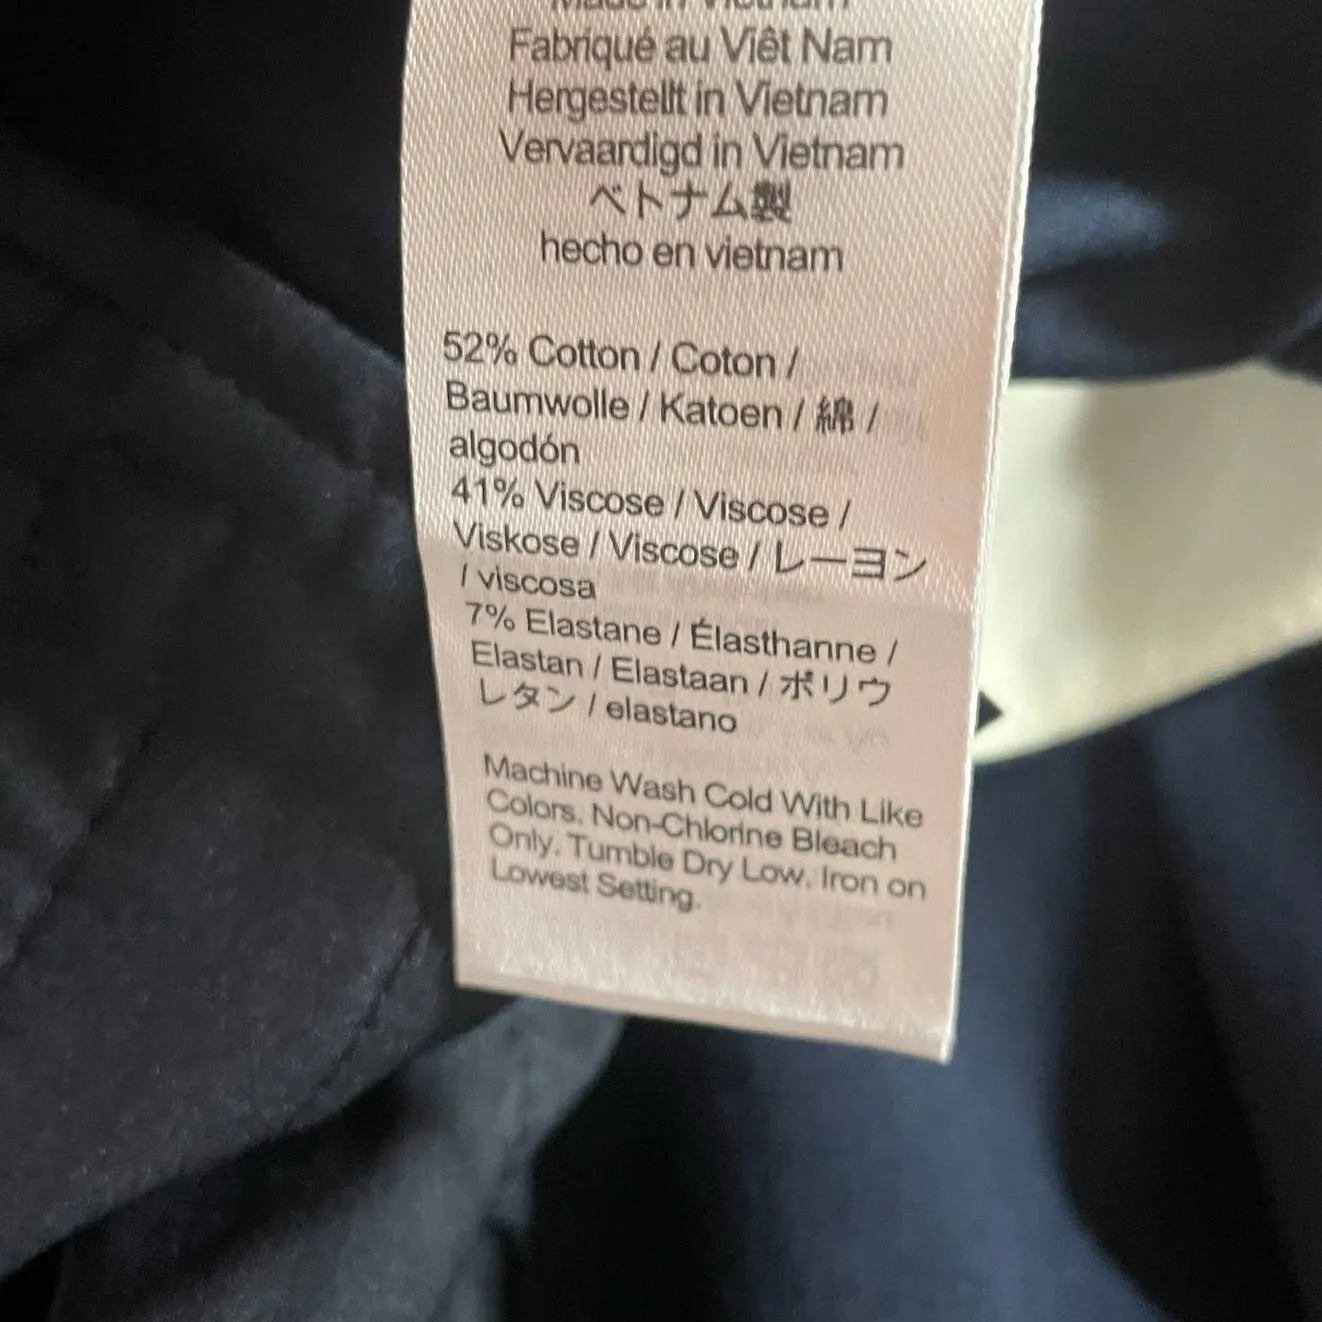 Made in Vietnam
Fabriqué au Viêt Nam
Hergestellt in Vietnam
Vervaardigd in Vietnam
ベトナム製
hecho en vietnam
52% Cotton / Coton /
Baumwolle / Katoen / 綿 /
algodón
41% Viscose / Viscose /
Viskose / Viscose / レーヨン
/ viscosa
7% Elastane / Élasthanne /
Elastan / Elastaan / ポリウ
レタン / elastano
Machine Wash Cold With Like
Colors. Non-Chlorine Bleach
Only. Tumble Dry Low. Iron on
Lowest Setting.